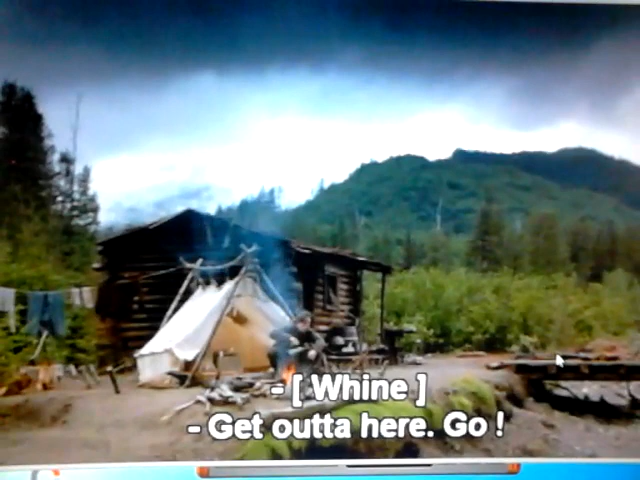 - [ Whine ]
- Get outta here. Go !